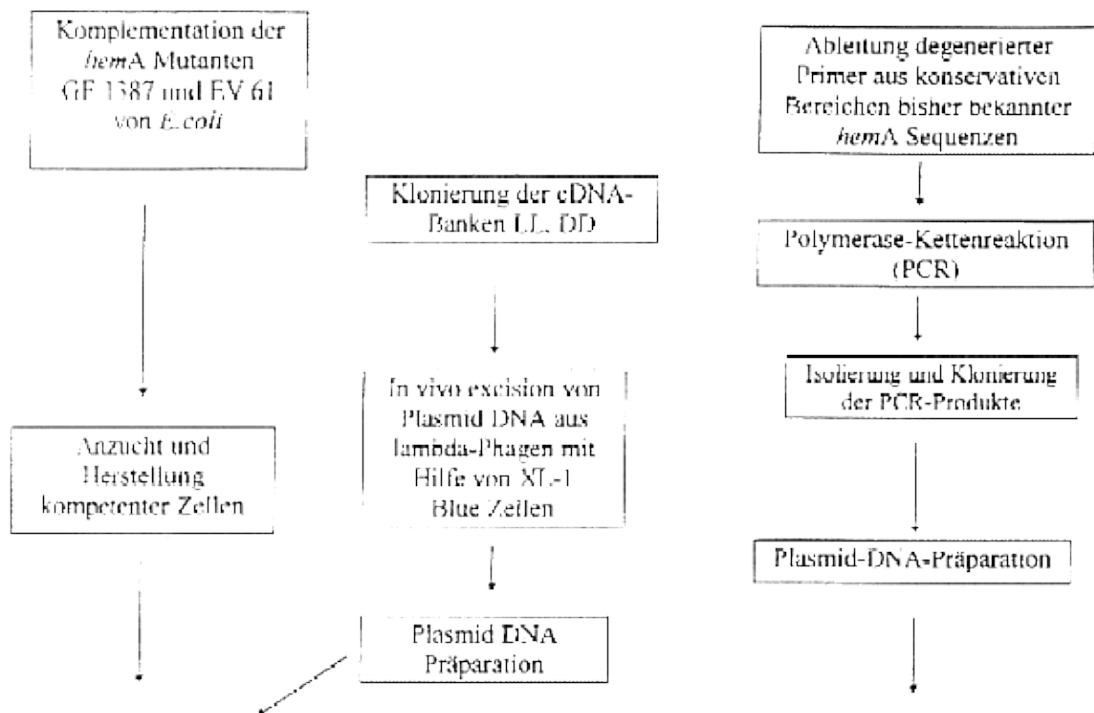 Komplementation der
hemA Mutanten
GE 1387 und EV 61
von E.coli
Klonierung der cDNA-
Banken LL, DD
Ableitung degenerierter
Primer aus konservativen
Bereichen bisher bekannter
hemA Sequenzen
Polymerase-Kettenreaktion
(PCR)
In vivo excision von
Plasmid DNA aus
lambda-Phagen mit
Hilfe von XL-1
Blue Zellen
Isolierung und Klonierung
der PCR-Produkte
Anzucht und
Herstellung
kompetenter Zellen
Plasmid-DNA-Präparation
Plasmid DNA
Präparation